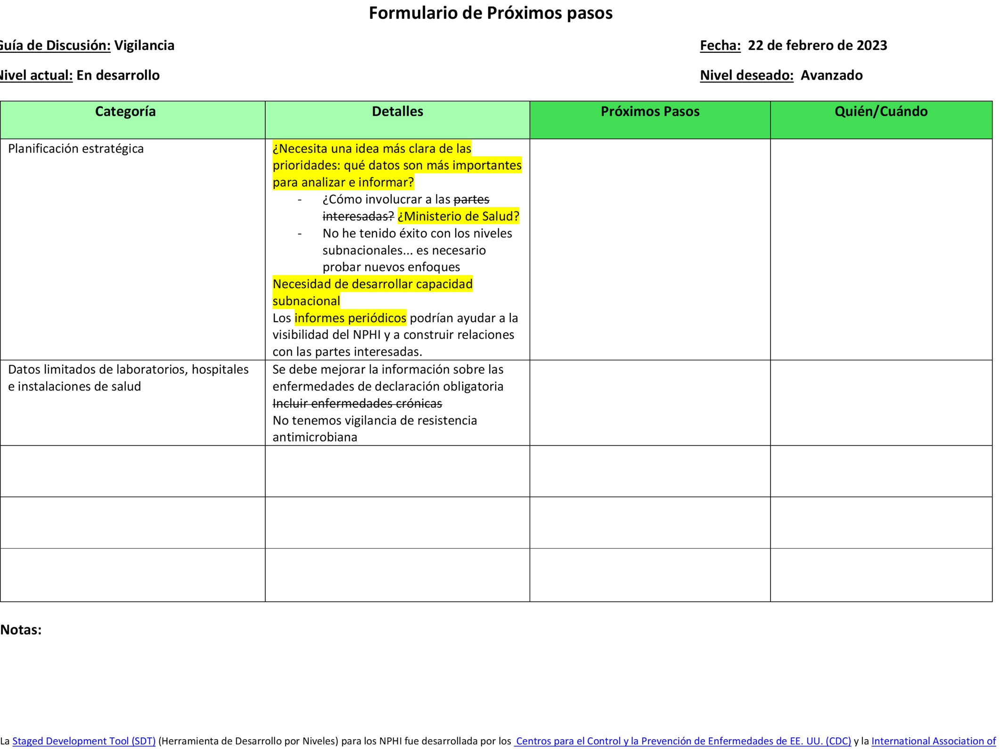 Formulario de Próximos pasos
Guía de Discusión: Vigilancia
Fecha: 22 de febrero de 2023
Nivel actual: En desarrollo
Nivel deseado: Avanzado
Categoría
Detalles
Próximos Pasos
Quién/Cuándo
Planificación estratégica
¿Necesita una idea más clara de las
prioridades: qué datos son más importantes
para analizar e informar?
- ¿Cómo involucrar a las partes
interesadas? ¿Ministerio de Salud?
- No he tenido éxito con los niveles
subnacionales... es necesario
probar nuevos enfoques
Necesidad de desarrollar capacidad
subnacional
Los informes periódicos podrían ayudar a la
visibilidad del NPHI y a construir relaciones
con las partes interesadas.
Datos limitados de laboratorios, hospitales
e instalaciones de salud
Se debe mejorar la información sobre las
enfermedades de declaración obligatoria
Incluir enfermedades crónicas
No tenemos vigilancia de resistencia
antimicrobiana
Notas:
La Staged Development Tool (SDT) (Herramienta de Desarrollo por Niveles) para los NPHI fue desarrollada por los Centros para el Control y la Prevención de Enfermedades de EE. UU. (CDC) y la International Association of